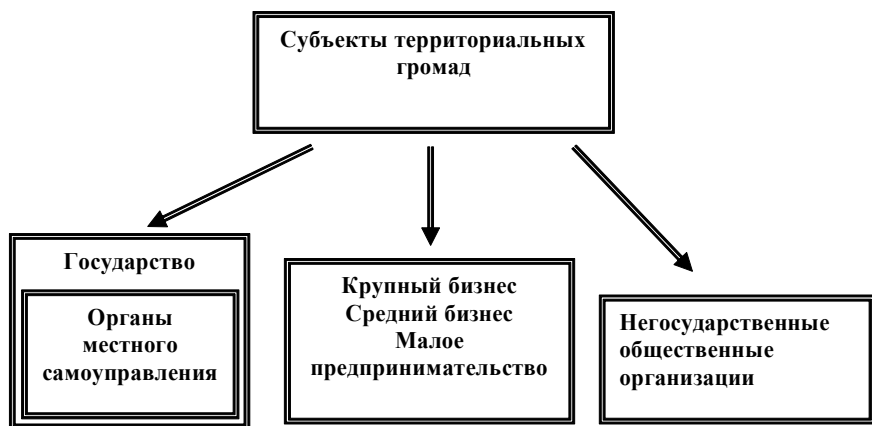 Субъекты территориальных
громад
Государство
Органы
местного
самоуправления
Крупный бизнес
Средний бизнес
Малое
предпринимательство
Негосударственные
общественные
организации